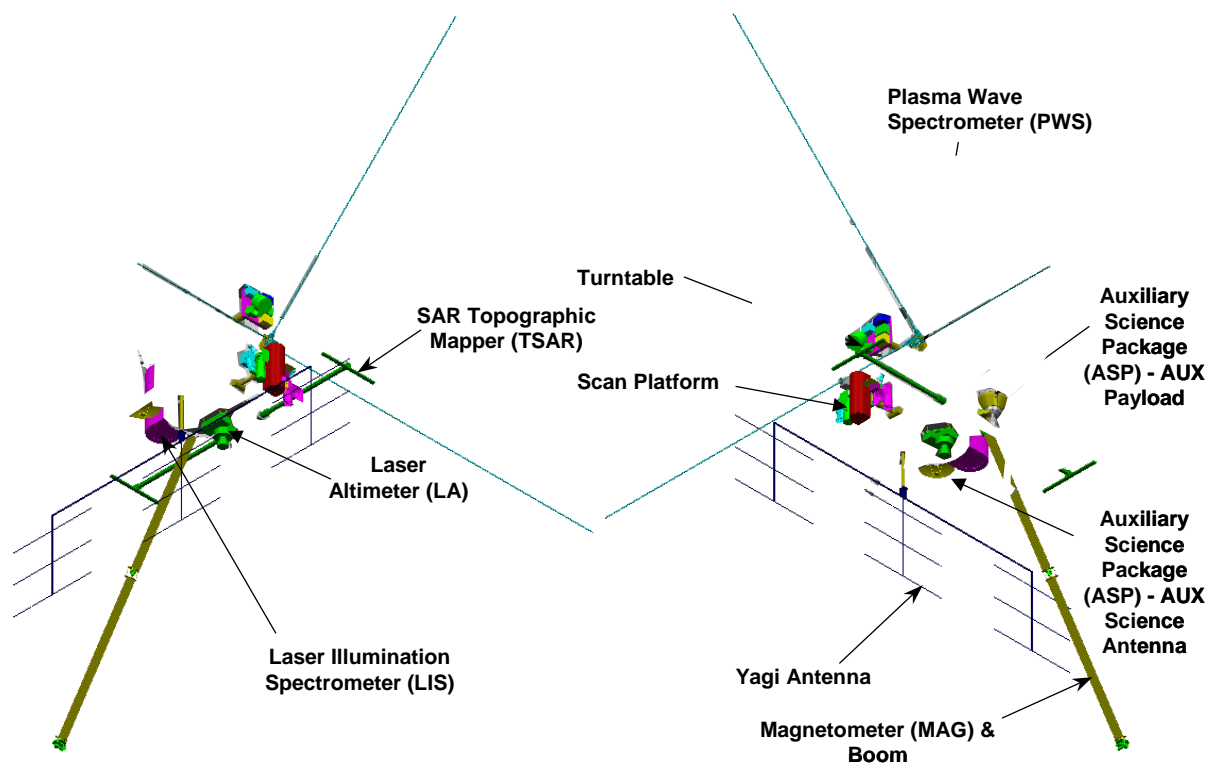 Plasma Wave
Spectrometer (PWS)
Turntable
SAR Topographic
Mapper (TSAR)
Scan Platform
Auxiliary
Science
Package
(ASP) - AUX
Payload
Laser
Altimeter (LA)
Auxiliary
Science
Package
(ASP) - AUX
Science
Antenna
Laser Illumination
Spectrometer (LIS)
Yagi Antenna
Magnetometer (MAG) &
Boom